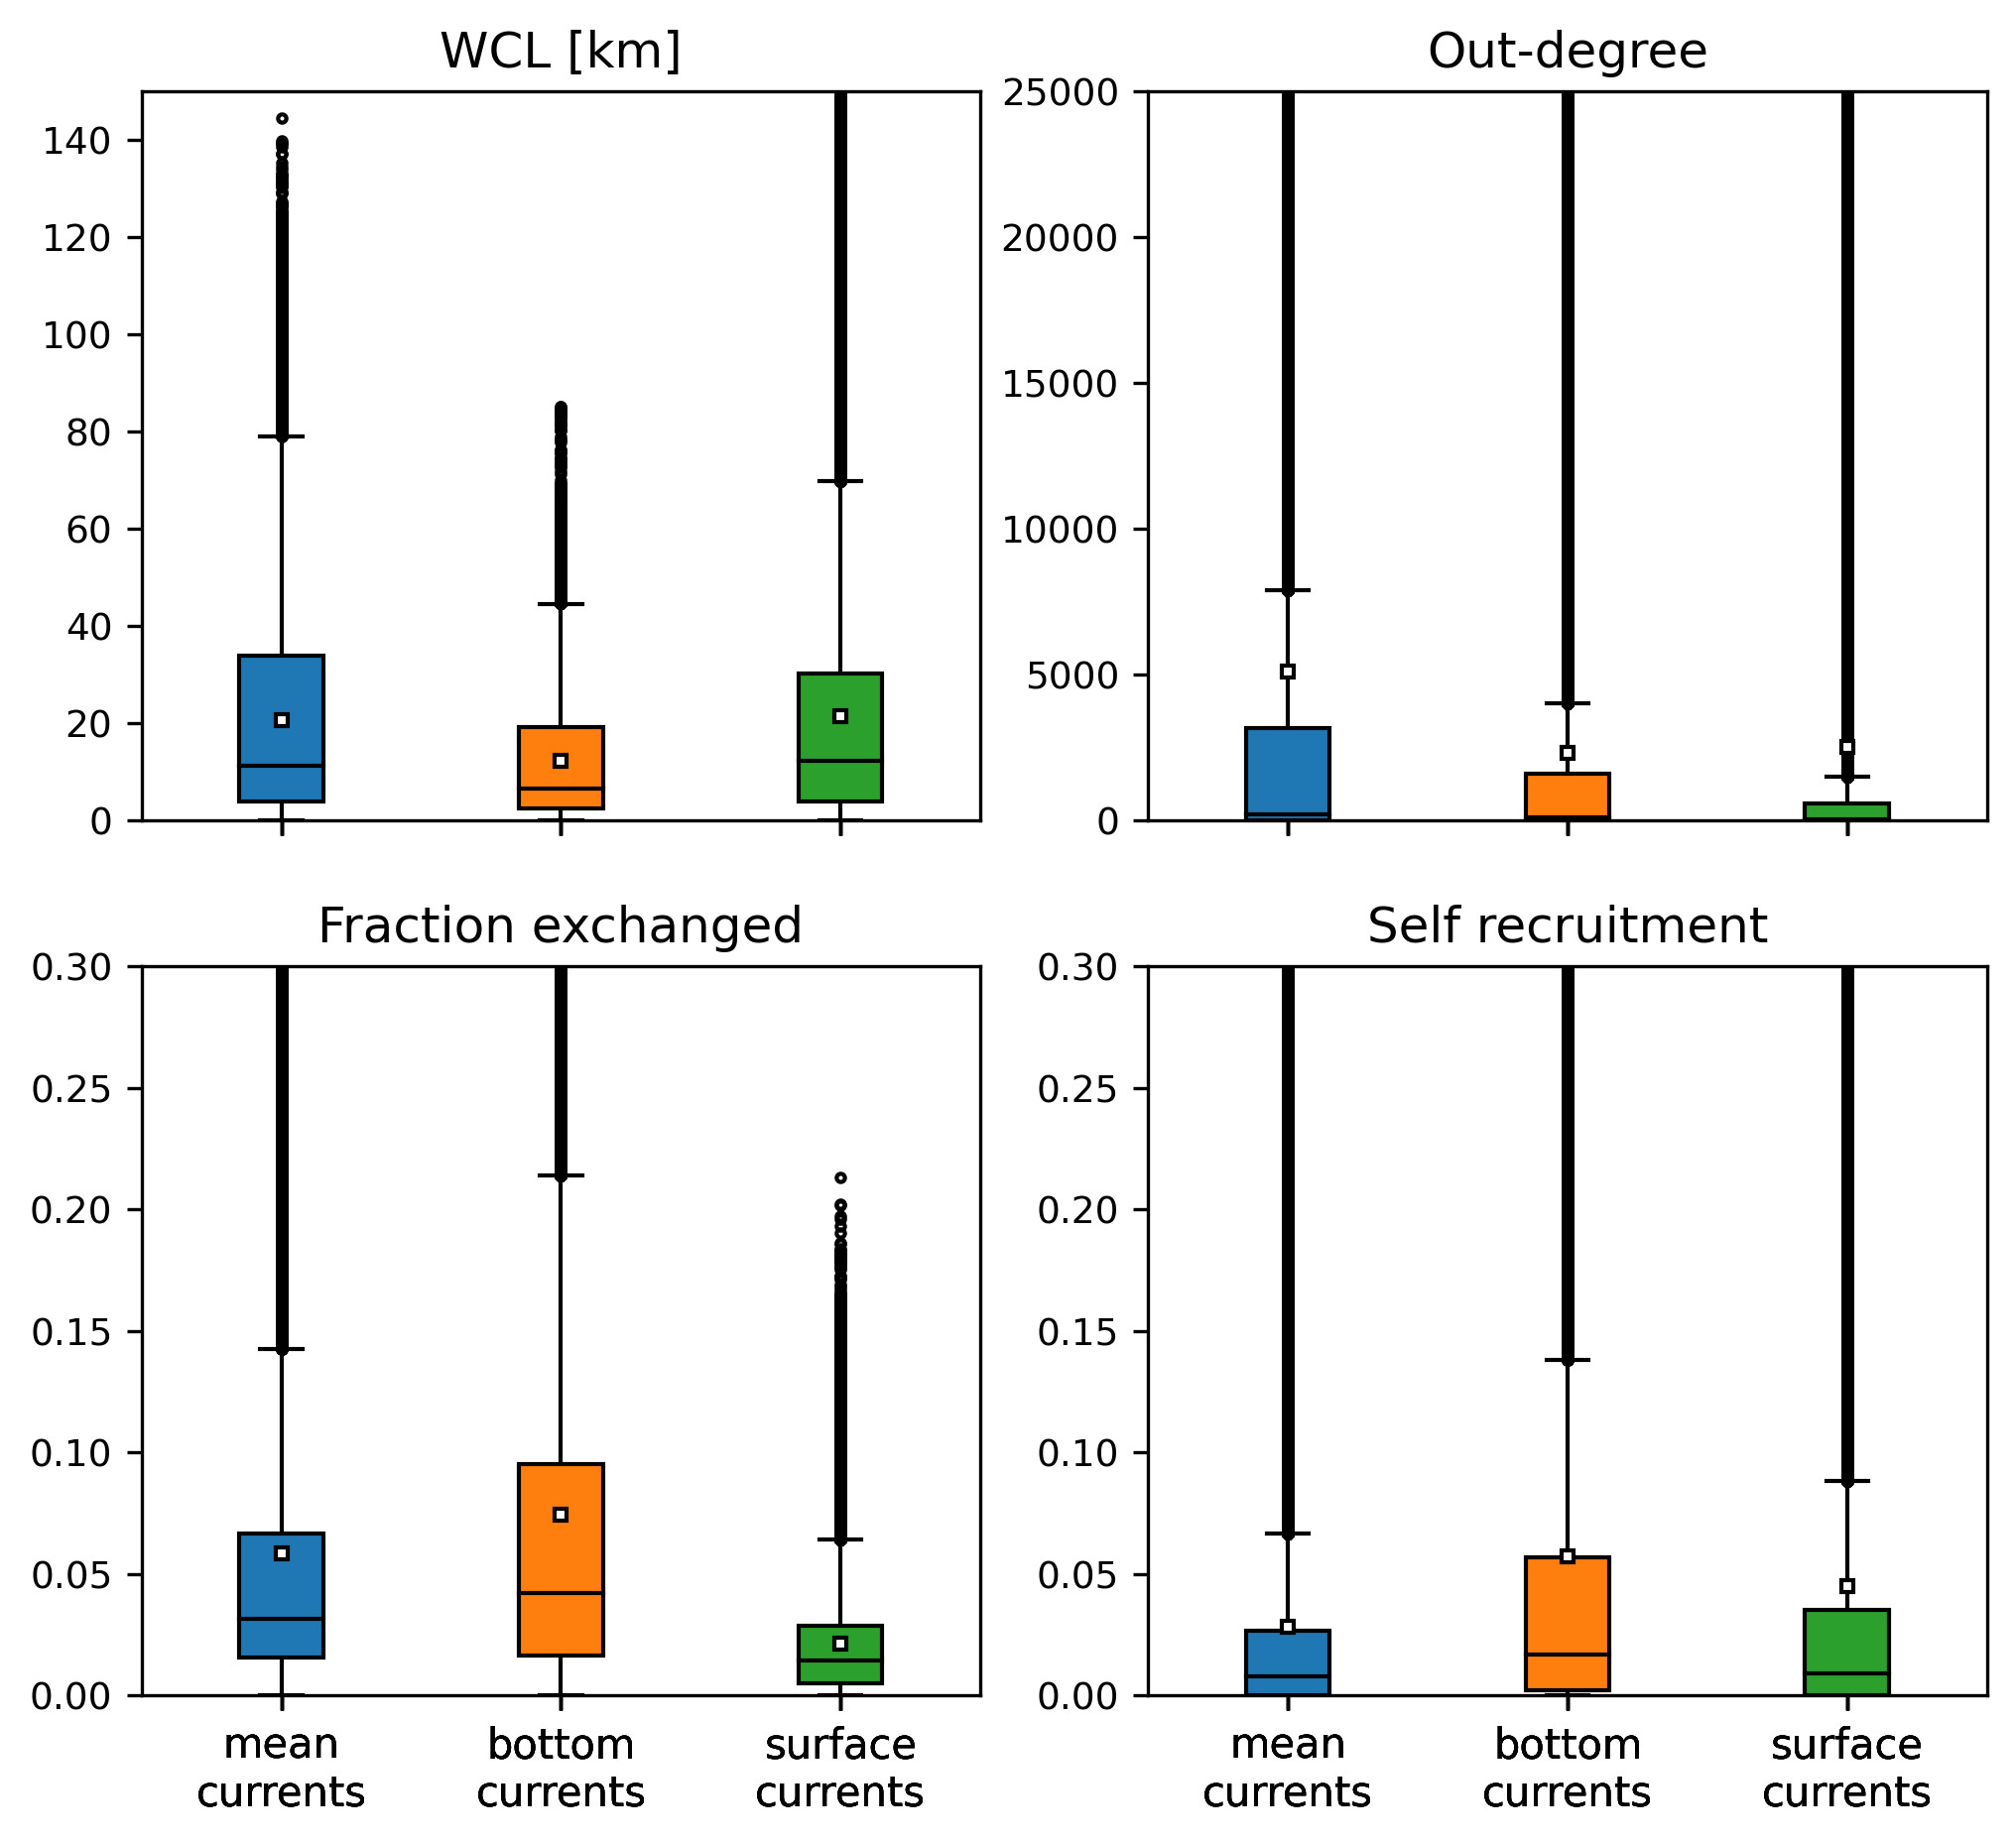 WCL [km]
140
120
100
80
60
40
20
0
Out-degree
25000
20000
15000
10000
5000
0
Fraction exchanged
0.30
0.25
0.20
0.15
0.10
0.05
0.00
mean
currents
bottom
currents
surface
currents
Self recruitment
0.30
0.25
0.20
0.15
0.10
0.05
0.00
mean
currents
bottom
currents
surface
currents